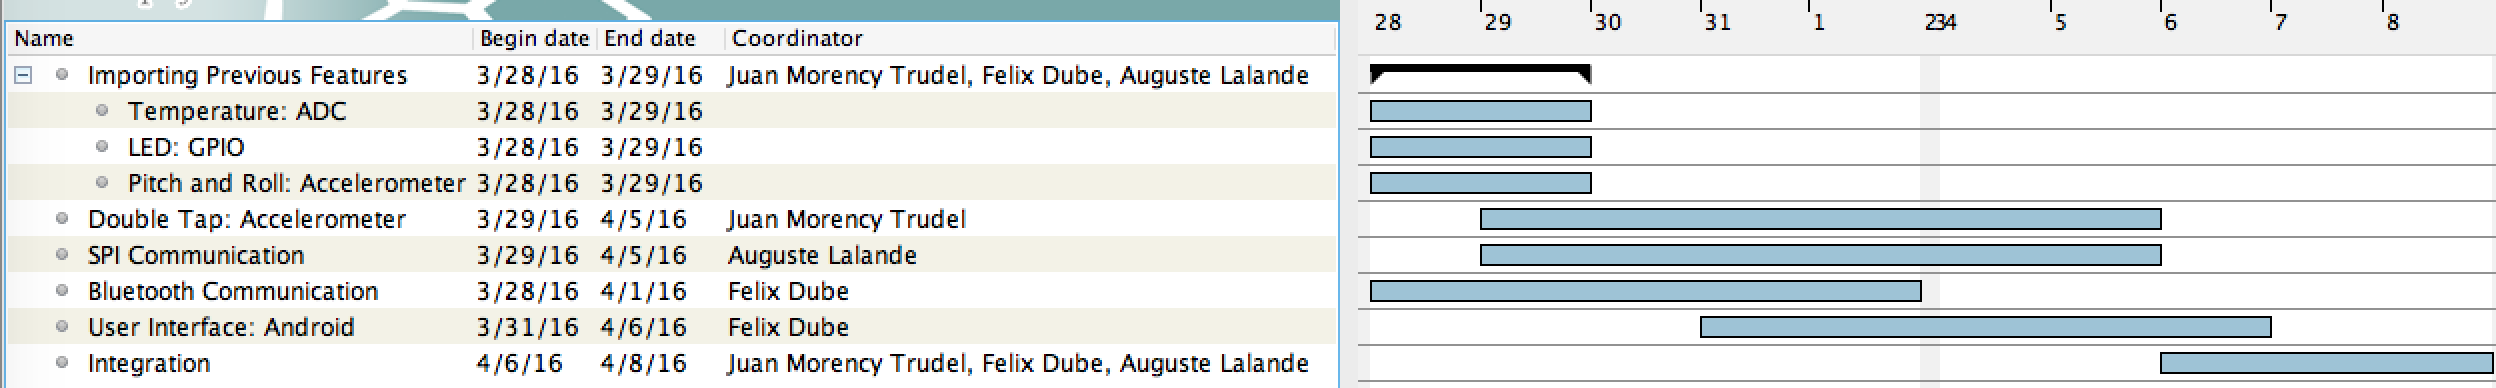 28 29 30 31 1 234 5 6 7 8
Name Begin date End date Coordinator
Importing Previous Features 3/28/16 3/29/16 Juan Morency Trudel, Felix Dube, Auguste Lalande
Temperature: ADC 3/28/16 3/29/16
LED: GPIO 3/28/16 3/29/16
Pitch and Roll: Accelerometer 3/28/16 3/29/16
Double Tap: Accelerometer 3/29/16 4/5/16 Juan Morency Trudel
SPI Communication 3/29/16 4/5/16 Auguste Lalande
Bluetooth Communication 3/28/16 4/1/16 Felix Dube
User Interface: Android 3/31/16 4/6/16 Felix Dube
Integration 4/6/16 4/8/16 Juan Morency Trudel, Felix Dube, Auguste Lalande